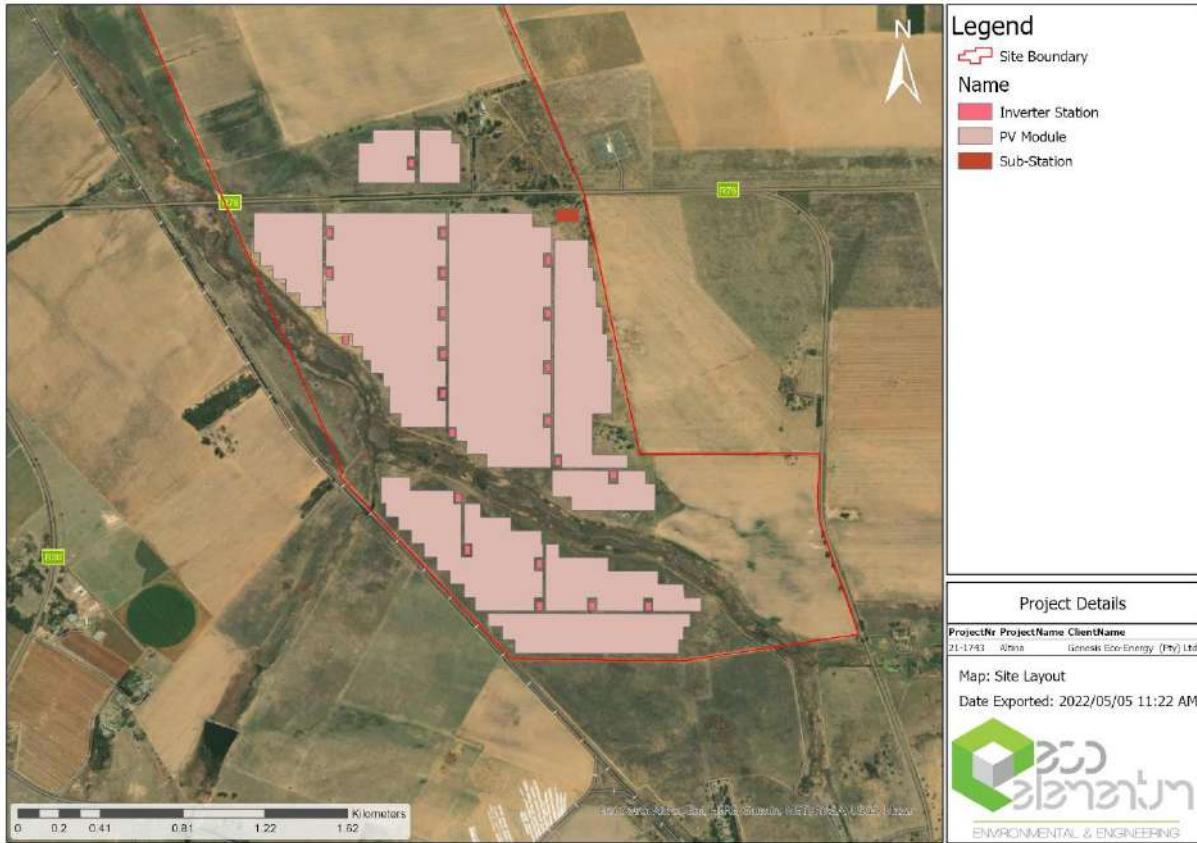 N
R76
R76
R30
Kilometers
0 0.2 0.41 0.81 1.22 1.62
Legend
Site Boundary
Name
Inverter Station
PV Module
Sub-Station
Project Details
ProjectNr ProjectName ClientName
21-1743 Altina Genesis Eco-Energy (Pty) Ltd
Map: Site Layout
Date Exported: 2022/05/05 11:22 AM
eco
elementum
ENVIRONMENTAL & ENGINEERING